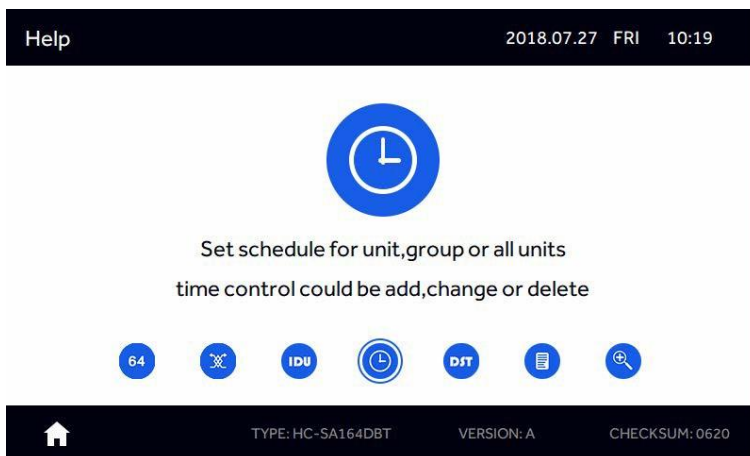 Help 2018.07.27 FRI 10:19
Set schedule for unit,group or all units
time control could be add,change or delete
64 IDU DST
TYPE: HC-SA164DBT VERSION: A CHECKSUM: 0620